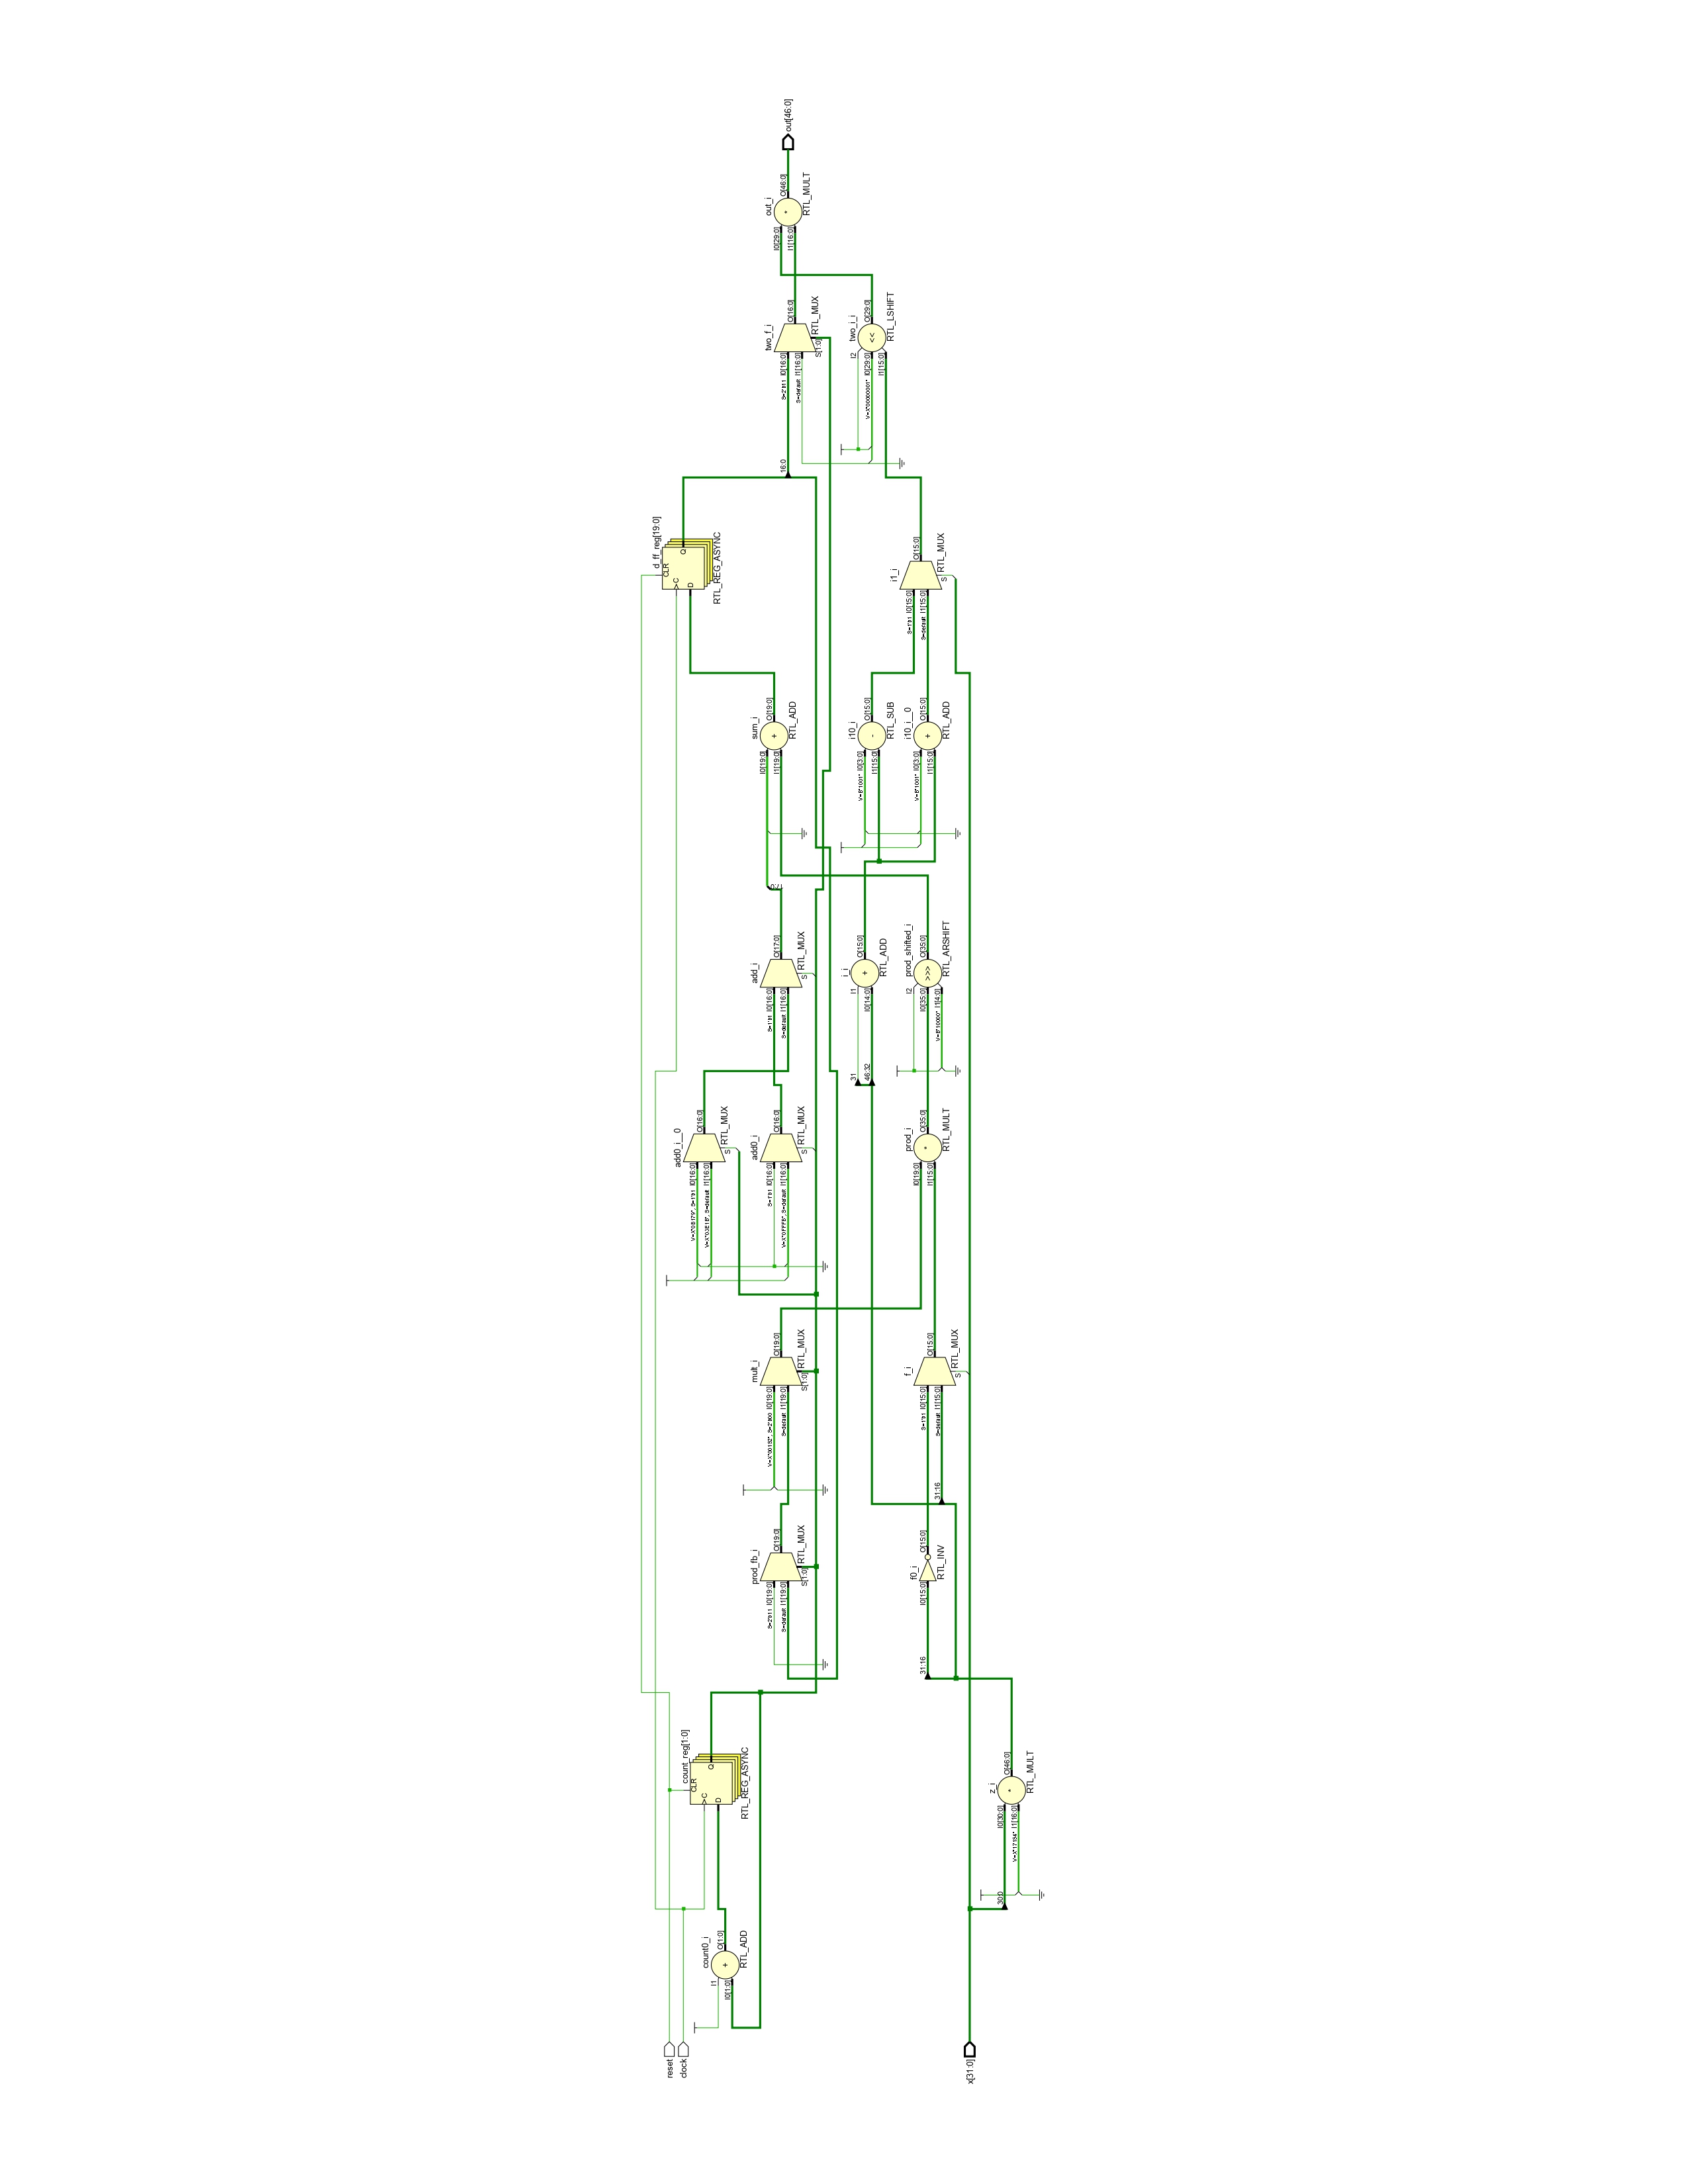 reset
clock
count0_i
I1
I0[1:0]
+
O[1:0]
RTL_ADD
count_reg[1:0]
CLR
C
D
Q
RTL_REG_ASYNC
prod_fb_i
S=2'b11 I0[19:0]
S=default I1[19:0]
O[19:0]
S[1:0]
RTL_MUX
mult_i
I0[19:0]
S=default I1[19:0]
O[19:0]
S[1:0]
RTL_MUX
add0_i__0
I0[16:0]
S=default I1[16:0]
O[16:0]
S
RTL_MUX
add0_i
S=1'b1 I0[16:0]
S=default I1[16:0]
O[16:0]
S
RTL_MUX
add_i
S=1'b1 I0[16:0]
S=default I1[16:0]
O[17:0]
S
RTL_MUX
17:0
sum_i
I0[19:0]
I1[19:0]
+
O[19:0]
RTL_ADD
d_ff_reg[19:0]
CLR
C
D
Q
RTL_REG_ASYNC
16:0
two_f_i
S=2'b11 I0[16:0]
S=default I1[16:0]
O[16:0]
S[1:0]
RTL_MUX
out_i
I0[29:0]
I1[16:0]
*
O[46:0]
RTL_MULT
out[46:0]
31
46:32
i_i
I1
I0[14:0]
+
O[15:0]
RTL_ADD
i10_i
V=B"1001" I0[3:0]
I1[15:0]
-
O[15:0]
RTL_SUB
two_i_i
I2
V=X"00000001" I0[29:0]
I1[15:0]
<<
O[29:0]
RTL_LSHIFT
31:16
f0_i
I0[15:0]
O[15:0]
RTL_INV
31:16
f_i
S=1'b1 I0[15:0]
S=default I1[15:0]
O[15:0]
S
RTL_MUX
prod_i
I0[19:0]
I1[15:0]
*
O[35:0]
RTL_MULT
prod_shifted_i
I2
I0[35:0]
V=B"10000" I1[4:0]
>>>
O[35:0]
RTL_ARSHIFT
i10_i__0
V=B"1001" I0[3:0]
I1[15:0]
+
O[15:0]
RTL_ADD
i1_i
S=1'b1 I0[15:0]
S=default I1[15:0]
O[15:0]
S
RTL_MUX
x[31:0]
30:0
z_i
I0[30:0]
V=X"17154" I1[16:0]
*
O[46:0]
RTL_MULT